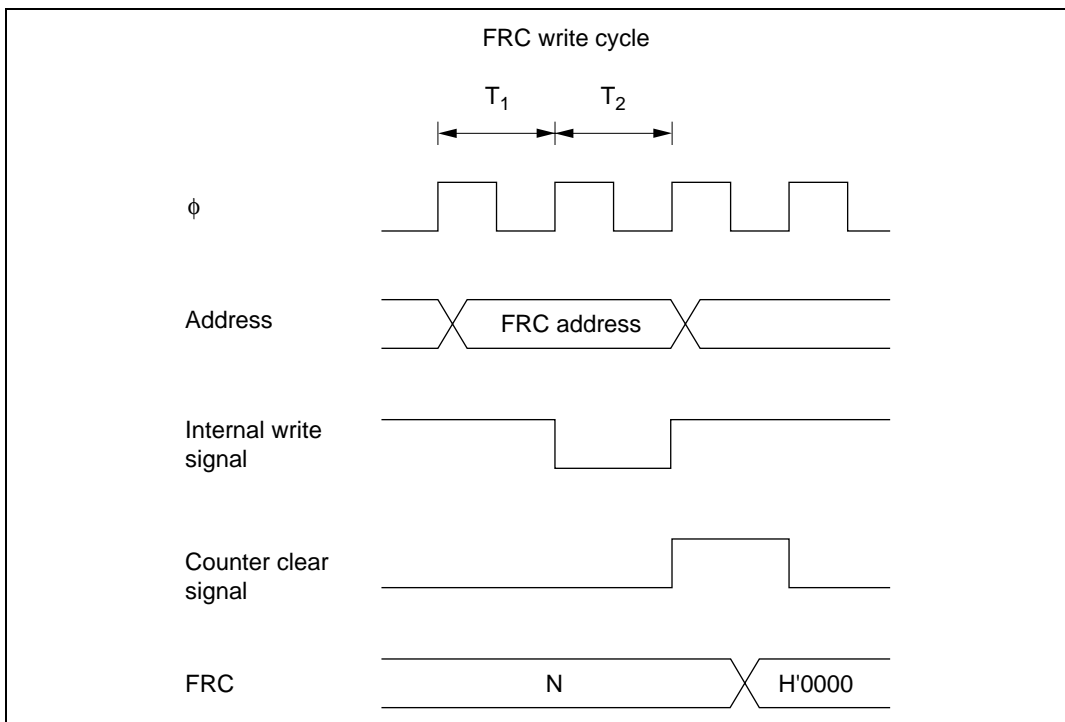 FRC write cycle
T1 T2
ϕ
Address
FRC address
Internal write
signal
Counter clear
signal
FRC
N
H'0000